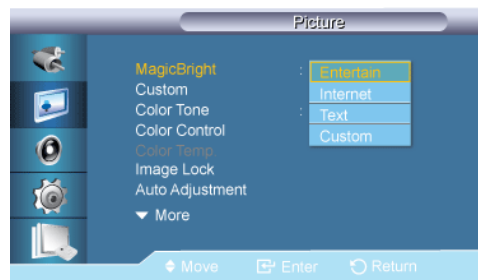 Picture
MagicBright : Entertain
Custom Internet
Color Tone : Text
Color Control Custom
Color Temp.
Image Lock
Auto Adjustment
More
Move Enter Return